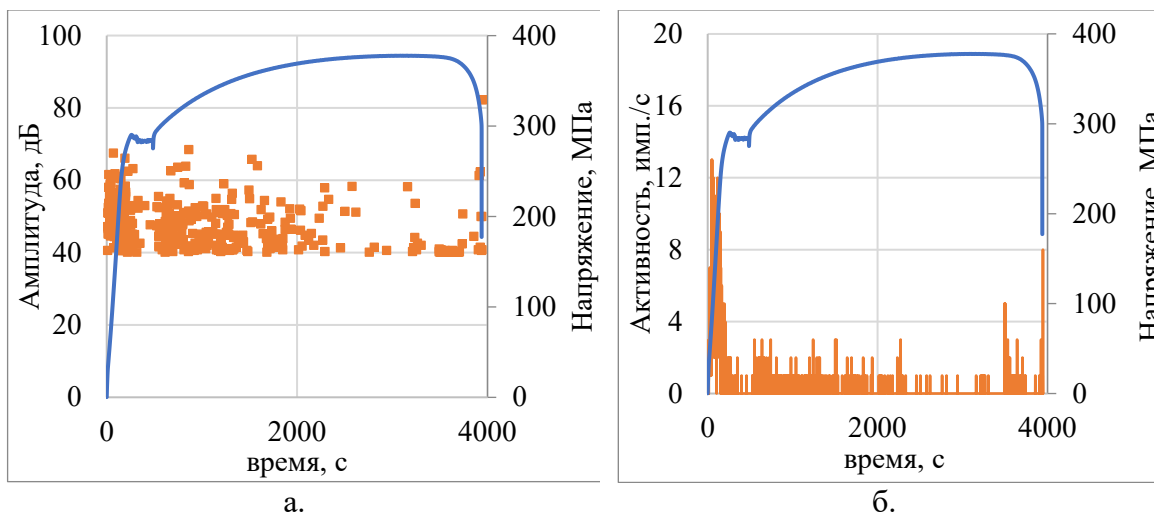 100
80
60
40
20
0
Амплитуда, дБ
400
300
200
100
0
Напряжение, МПа
0 2000 4000
время, с
а.
20
16
12
8
4
0
Активность, имп./с
400
300
200
100
0
Напряжение, МПа
0 2000 4000
время, с
б.